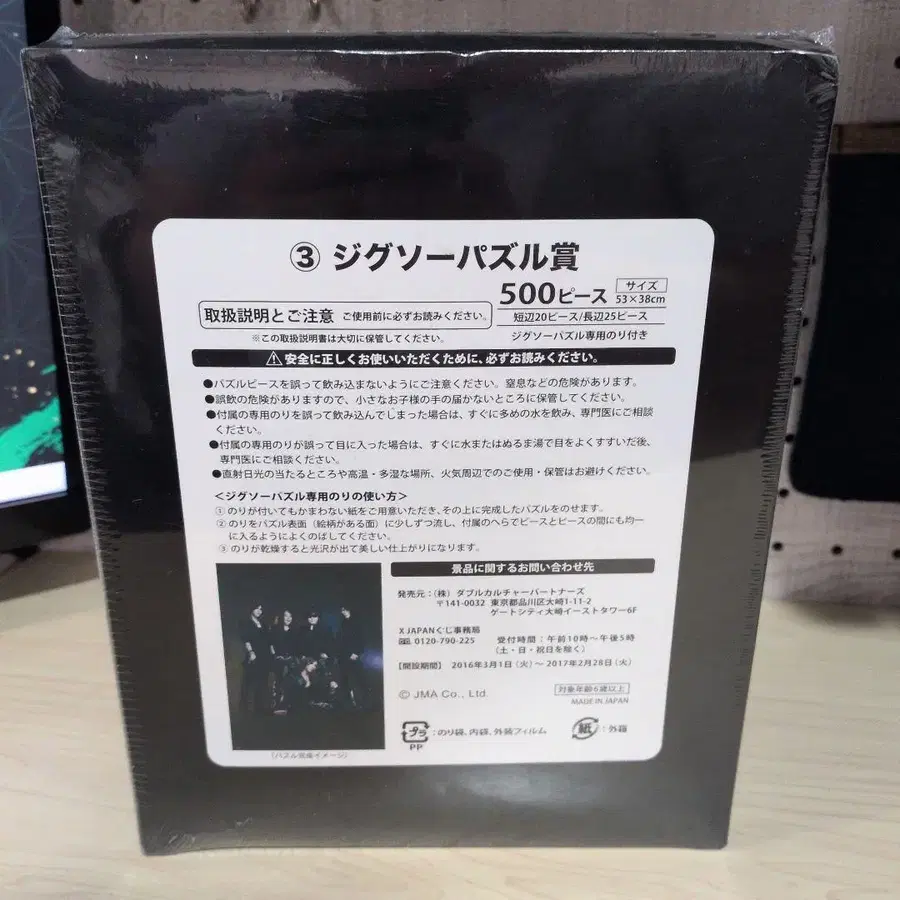 ③ ジグソーパズル賞
500ピース
サイズ
53×38cm
短辺20ピース/長辺25ピース
ジグソーパズル専用のり付き
取扱説明とご注意 ご使用前に必ずお読みください。
※この取扱説明書は大切に保管してください。
⚠安全に正しくお使いいただくために、必ずお読みください。
●パズルピースを誤って飲み込まないようにご注意ください。窒息などの危険があります。
●誤飲の危険がありますので、小さなお子様の手の届かないところに保管してください。
●付属の専用のりを誤って飲み込んでしまった場合は、すぐに多めの水を飲み、専門医にご相談
ください。
●付属の専用のりが誤って目に入った場合は、すぐに水またはぬるま湯で目をよくすすいだ後、
専門医にご相談ください。
●直射日光の当たるところや高温・多湿な場所、火気周辺でのご使用・保管はお避けください。
＜ジグソーパズル専用のりの使い方＞
① のりが付いてもかまわない紙をご用意いただき、その上に完成したパズルをのせます。
② のりをパズル表面（絵柄がある面）に少しずつ流し、付属のへらでピースとピースの間にも均一
に入るようによくのばしてください。
③ のりが乾燥すると光沢が出て美しい仕上がりになります。
景品に関するお問い合わせ先
発売元：（株）ダブルカルチャーパートナーズ
〒141-0032 東京都品川区大崎1-11-2
ゲートシティ大崎イーストタワー6F
X JAPANくじ事務局
0120-790-225 受付時間：午前10時～午後5時
（土・日・祝日を除く）
【開設期間】 2016年3月1日（火）～2017年2月28日（火）
© JMA Co., Ltd.
対象年齢6歳以上
MADE IN JAPAN
プラ
PP
：のり袋、内袋、外装フィルム
紙
：外箱
（パズル完成イメージ）